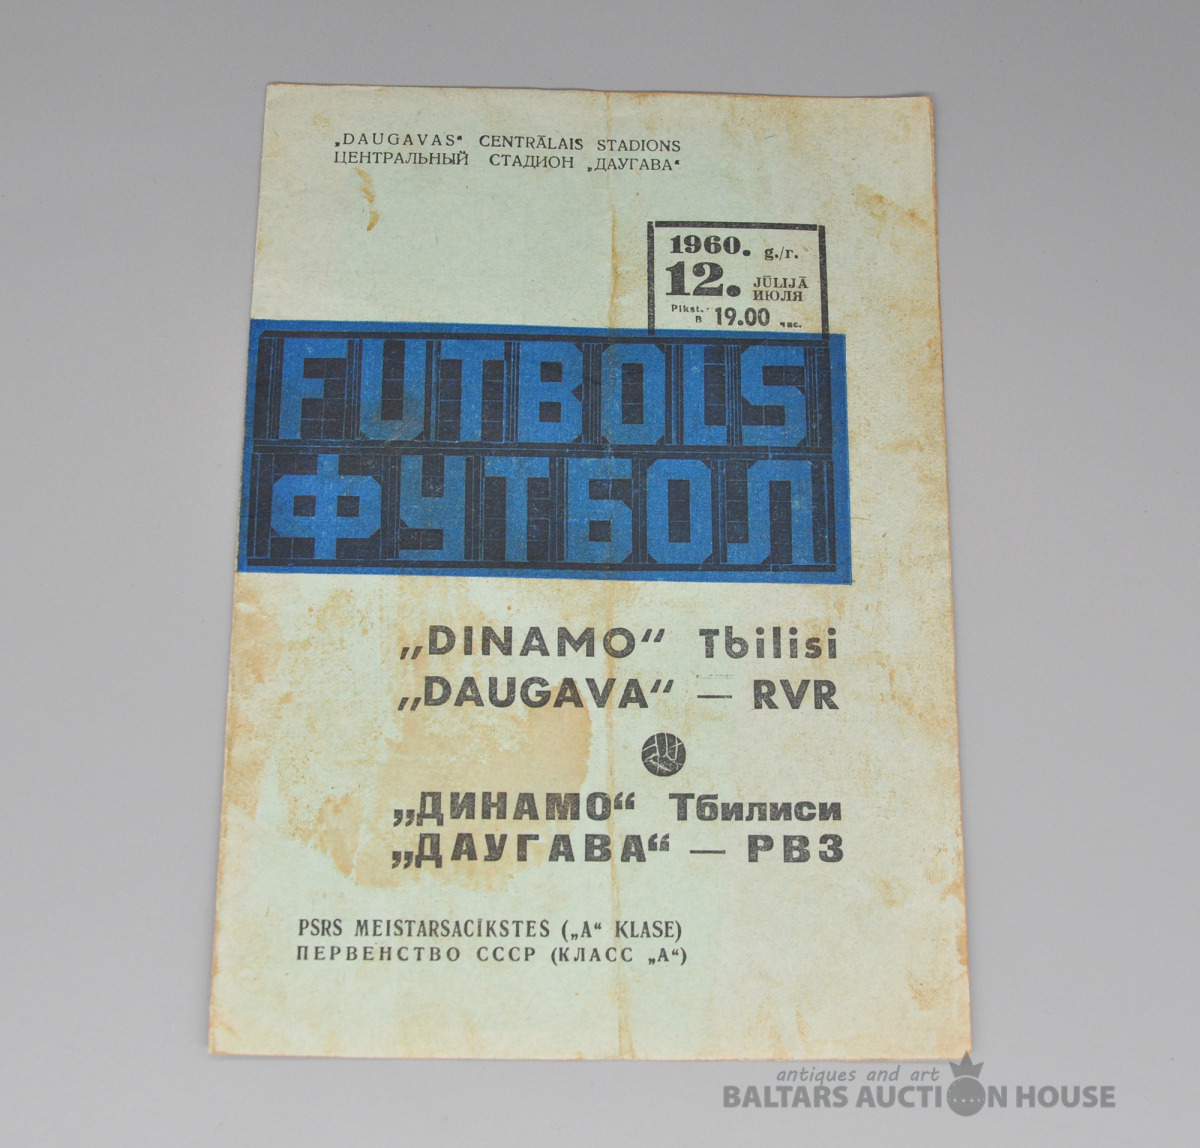 „DAUGAVAS“ CENTRĀLAIS STADIONS
ЦЕНТРАЛЬНЫЙ СТАДИОН „ДАУГАВА“
1960. g./г.
12. JŪLIJĀ
ИЮЛЯ
Plkst.
В 19.00 час.
FUTBOLS
ФУТБОЛ
„DINAMO“ Tbilisi
„DAUGAVA“ — RVR
„ДИНАМО“ Тбилиси
„ДАУГАВА“ — РВЗ
PSRS MEISTARSACĪKSTES („A“ KLASE)
ПЕРВЕНСТВО СССР (КЛАСС „А“)
antiques and art
BALTARS AUCTION HOUSE